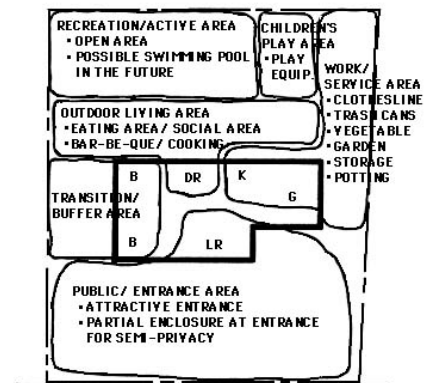 RECREATION/ACTIVE AREA
• OPEN AREA
• POSSIBLE SWIMMING POOL
IN THE FUTURE
CHILDREN'S
PLAY AREA
• PLAY
EQUIP.
WORK/
SERVICE AREA
• CLOTHESLINE
• TRASH CANS
• VEGETABLE
• GARDEN
• STORAGE
• POTTING
OUTDOOR LIVING AREA
• EATING AREA/ SOCIAL AREA
• BAR-BE-QUE/ COOKING
B
DR
K
G
TRANSITION/
BUFFER AREA
B
LR
PUBLIC/ ENTRANCE AREA
• ATTRACTIVE ENTRANCE
• PARTIAL ENCLOSURE AT ENTRANCE
FOR SEMI-PRIVACY